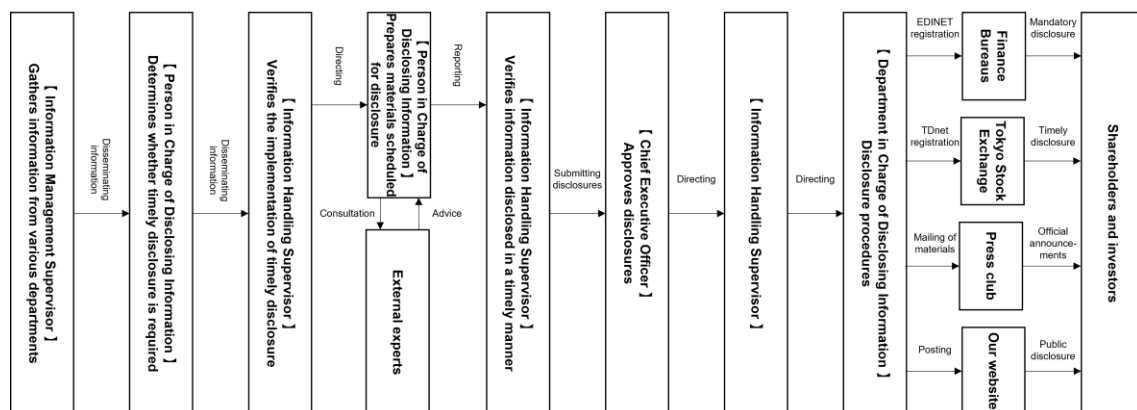 【 Information Management Supervisor 】
Gathers information from various departments
Disseminating
information
【 Person in Charge of Disclosing Information 】
Determines whether timely disclosure is required
Disseminating
information
【 Information Handling Supervisor 】
Verifies the implementation of timely disclosure
Directing
【 Person in Charge of
Disclosing Information 】
Prepares materials scheduled
for disclosure
Consultation
Advice
External experts
Reporting
【 Information Handling Supervisor 】
Verifies information disclosed in a timely manner
Submitting
disclosures
【 Chief Executive Officer 】
Approves disclosures
Directing
【 Information Handling Supervisor 】
Directing
【 Department in Charge of Disclosing Information 】
Disclosure procedures
EDINET
registration
Finance
Bureaus
Mandatory
disclosure
TDnet
registration
Tokyo Stock
Exchange
Timely
disclosure
Mailing of
materials
Press club
Official
announce-
ments
Posting
Our website
Public
disclosure
Shareholders and investors